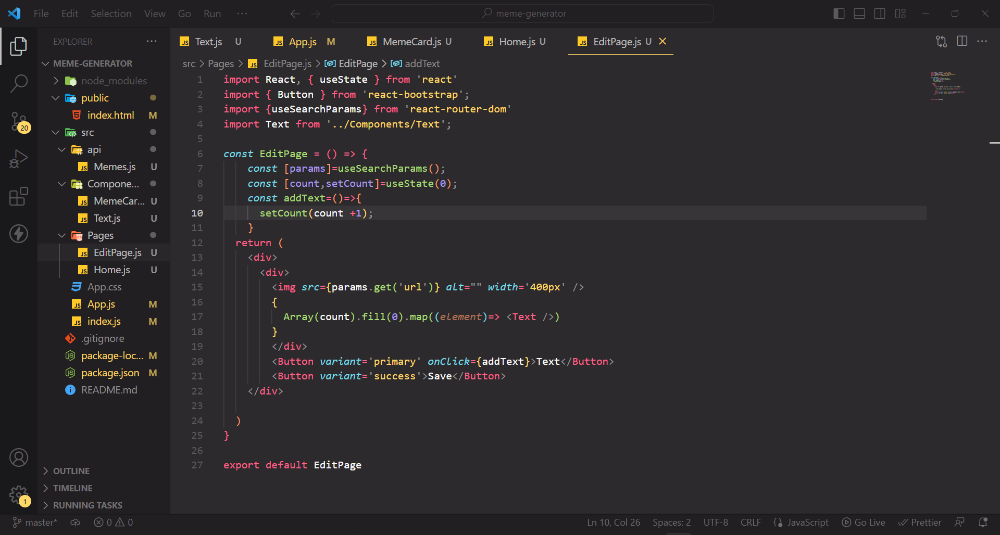 File Edit Selection View Go Run ···
meme-generator
EXPLORER ···
MEME-GENERATOR
node_modules
public
index.html M
src
api
Memes.js U
Compone...
MemeCar... U
Text.js U
Pages
EditPage.js U
Home.js U
App.css
App.js M
index.js M
.gitignore
package-loc... M
package.json M
README.md
OUTLINE
TIMELINE
RUNNING TASKS
20
1
Text.js U App.js M MemeCard.js U Home.js U EditPage.js U
src > Pages > JS EditPage.js > EditPage > addText
1 import React, { useState } from 'react'
2 import { Button } from 'react-bootstrap';
3 import {useSearchParams} from 'react-router-dom'
4 import Text from '../Components/Text';
5
6 const EditPage = () => {
7 const [params]=useSearchParams();
8 const [count,setCount]=useState(0);
9 const addText=()=>{
10 setCount(count +1);
11 }
12 return (
13 <div>
14 <div>
15 <img src={params.get('url')} alt="" width='400px' />
16 {
17 Array(count).fill(0).map((element)=> <Text />)
18 }
19 </div>
20 <Button variant='primary' onClick={addText}>Text</Button>
21 <Button variant='success'>Save</Button>
22 </div>
23
24 )
25 }
26
27 export default EditPage
master* 0 0 Ln 10, Col 26 Spaces: 2 UTF-8 CRLF {} JavaScript Go Live Prettier